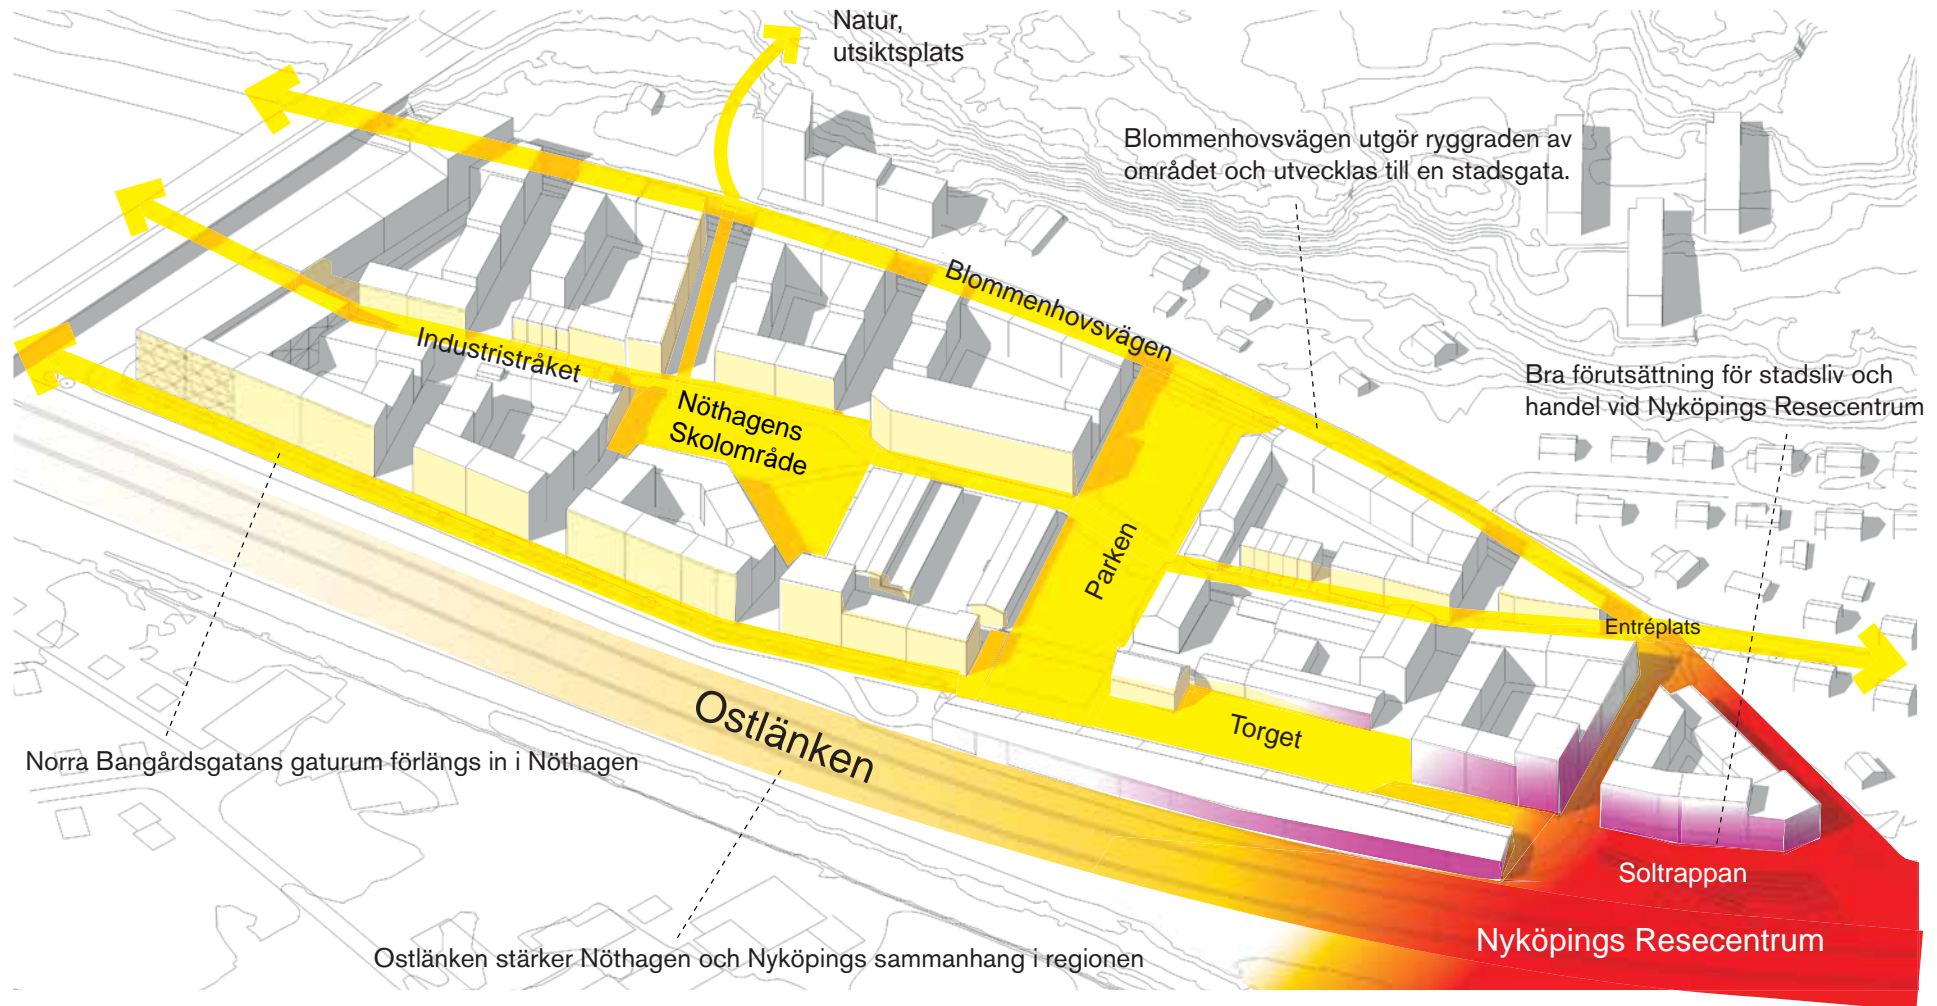 Natur,
utsiktsplats
Blommenhovsvägen utgör ryggraden av
området och utvecklas till en stadsgata.
Blommenhovsvägen
Industristråket
Bra förutsättning för stadsliv och
handel vid Nyköpings Resecentrum
Nöthagens
Skolområde
Parken
Entréplats
Ostlänken
Torget
Norra Bangårdsgatans gaturum förlängs in i Nöthagen
Soltrappan
Nyköpings Resecentrum
Ostlänken stärker Nöthagen och Nyköpings sammanhang i regionen